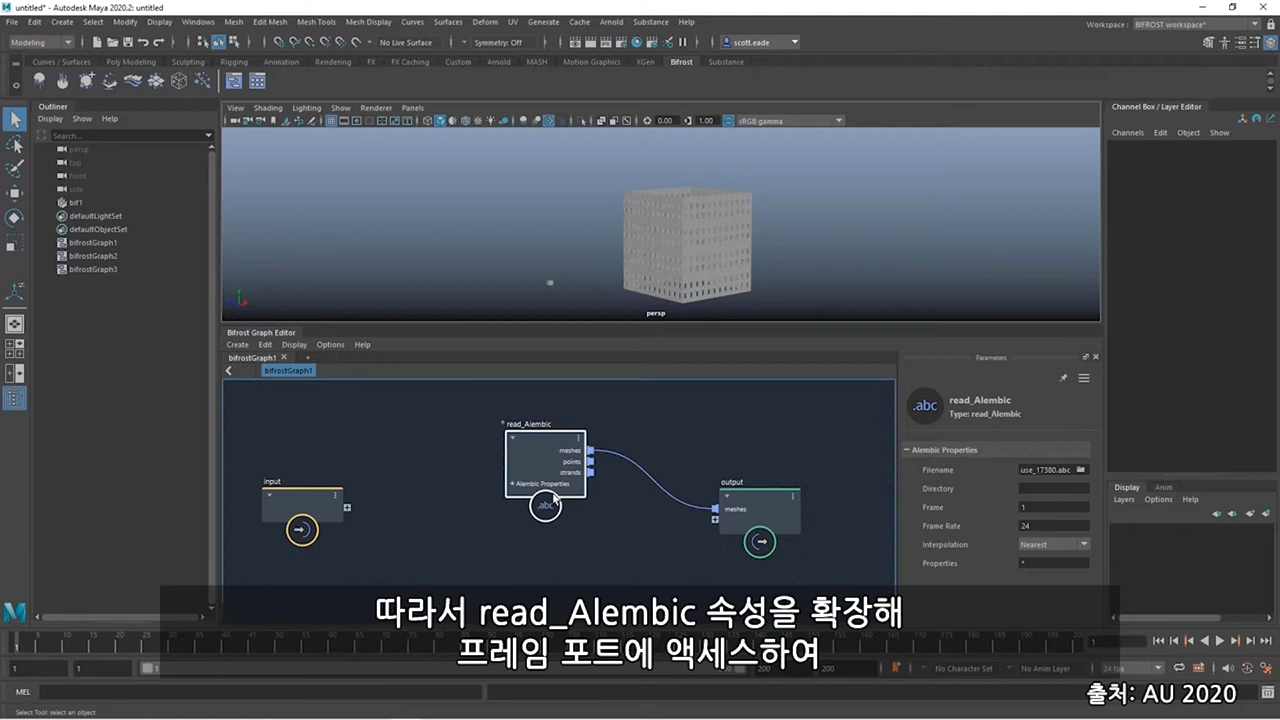 untitled* - Autodesk Maya 2020.2: untitled
File Edit Create Select Modify Display Windows Mesh Edit Mesh Mesh Tools Mesh Display Curves Surfaces Deform UV Generate Cache Arnold Substance Help
Workspace : BIFROST workspace*
Modeling No Live Surface Symmetry: Off scott.eade
Curves / Surfaces Poly Modeling Sculpting Rigging Animation Rendering FX FX Caching Custom Arnold MASH Motion Graphics XGen Bifrost Substance
Outliner
Display Show Help
Search...
persp
top
front
side
bif1
defaultLightSet
defaultObjectSet
bifrostGraph1
bifrostGraph2
bifrostGraph3
View Shading Lighting Show Renderer Panels
0.00 1.00 sRGB gamma
persp
Channel Box / Layer Editor
Channels Edit Object Show
Bifrost Graph Editor
Create Edit Display Options Help
bifrostGraph1
bifrostGraph1
read_Alembic
meshes
points
strands
Alembic Properties
.abc
input
output
meshes
Parameters
.abc
read_Alembic
Type: read_Alembic
Alembic Properties
Filename use_17380.abc
Directory
Frame 1
Frame Rate 24
Interpolation Nearest
Properties *
Display Anim
Layers Options Help
따라서 read_Alembic 속성을 확장해
프레임 포트에 액세스하여
1 1 1 200 200 No Character Set No Anim Layer 24 fps
출처: AU 2020
MEL
Select Tool: select an object